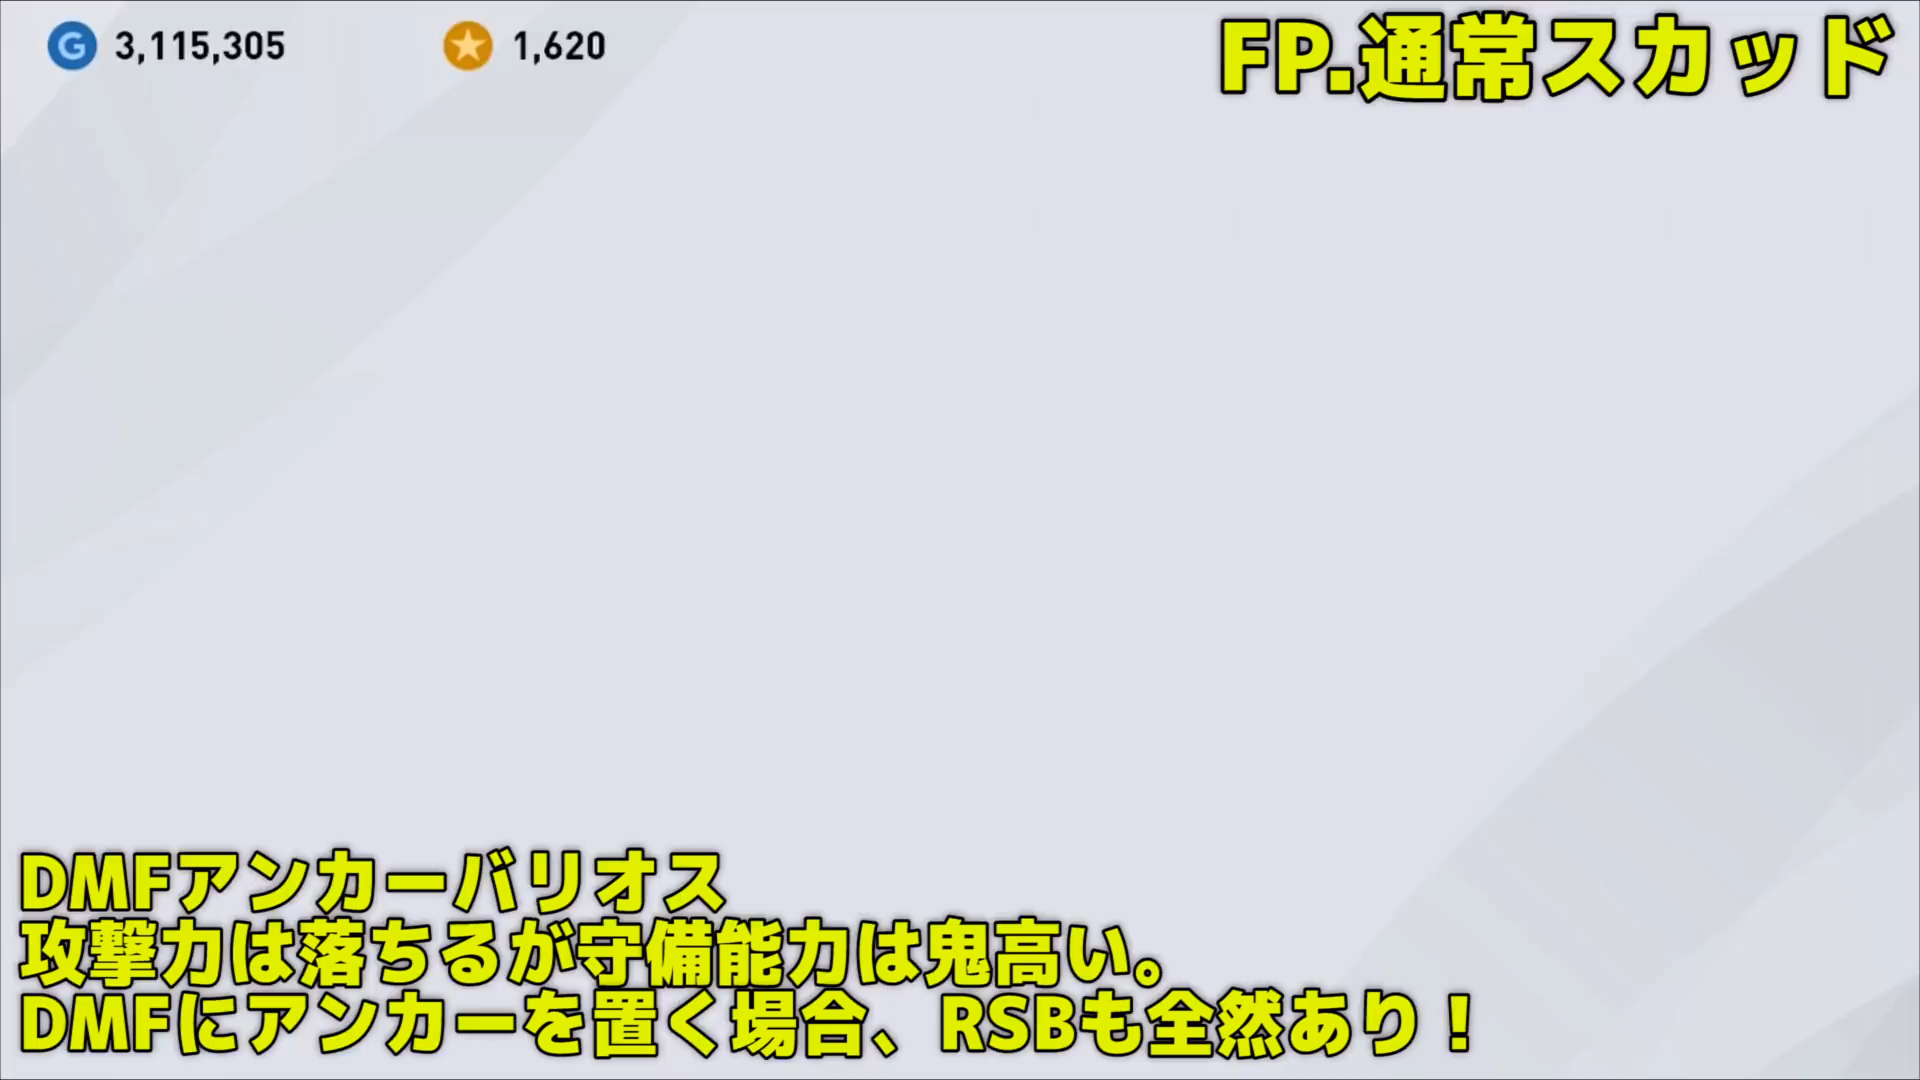 G 3,115,305
1,620
FP.通常スカッド
DMFアンカーバリオス
攻撃力は落ちるが守備能力は鬼高い。
DMFにアンカーを置く場合、RSBも全然あり！